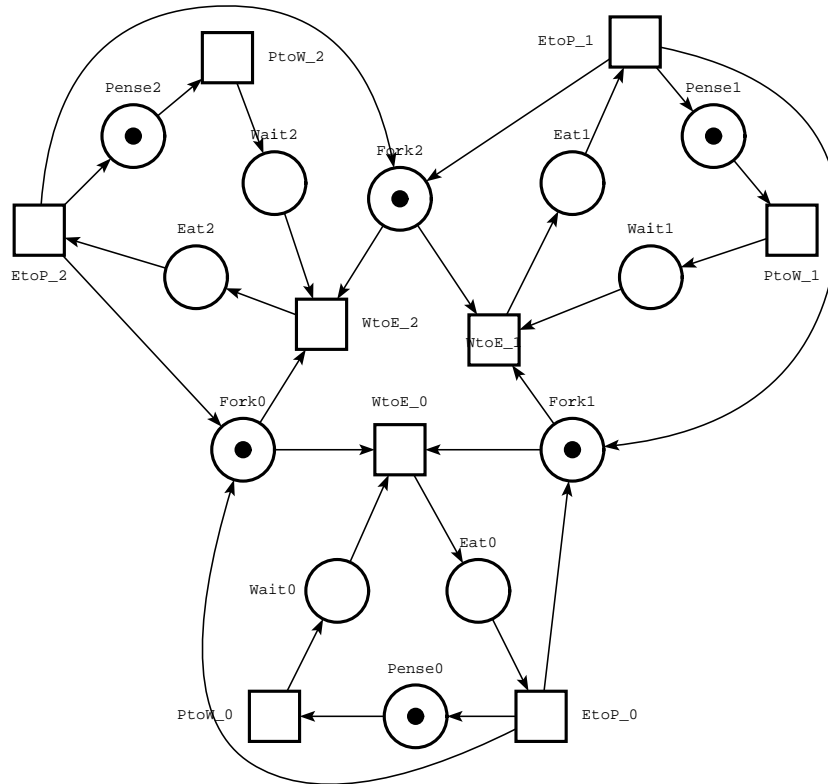 EtoP_1
PtoW_2
Pense2
Pense1
Wait2
Eat1
Fork2
Eat2
Wait1
EtoP_2
PtoW_1
WtoE_2
WtoE_1
Fork0
WtoE_0
Fork1
Eat0
Wait0
Pense0
PtoW_0
EtoP_0